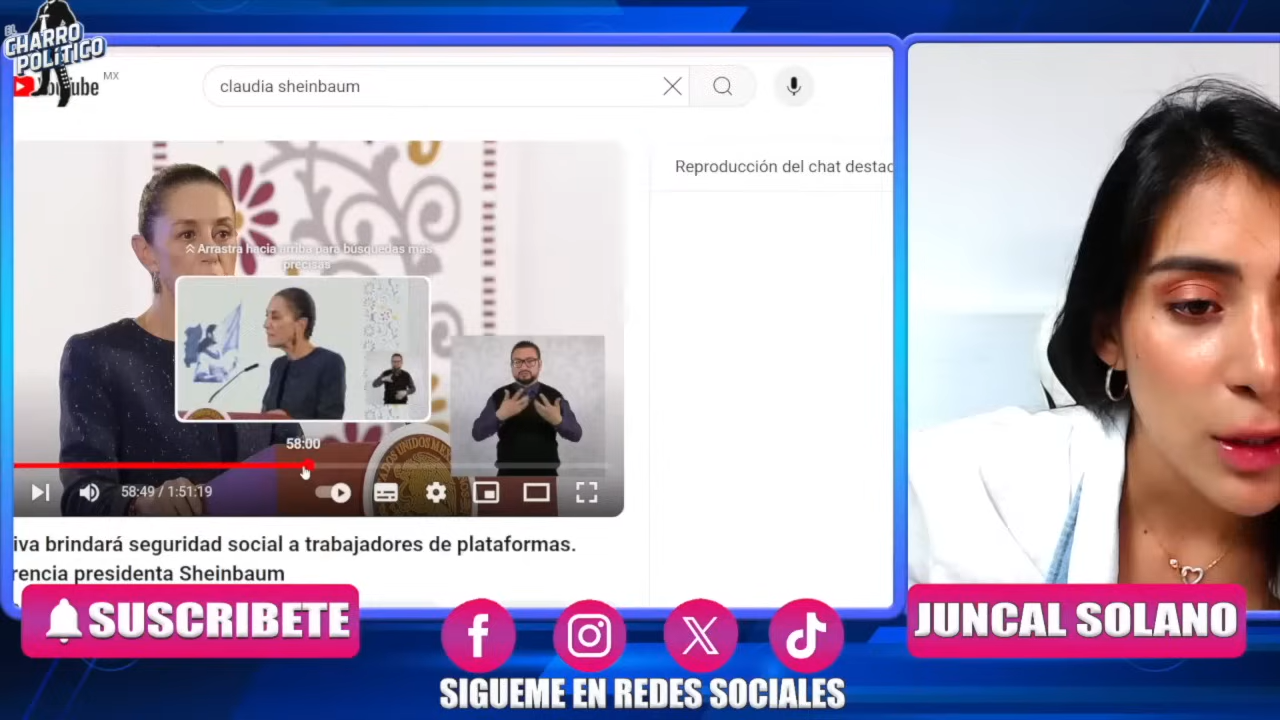 EL
CHARRO
POLÍTICO
MX
claudia sheinbaum
Reproducción del chat destac
Arrastra hacia arriba para búsquedas más
precisas
58:00
58:49 / 1:51:19
iva brindará seguridad social a trabajadores de plataformas.
rencia presidenta Sheinbaum
SUSCRIBETE
JUNCAL SOLANO
SIGUEME EN REDES SOCIALES